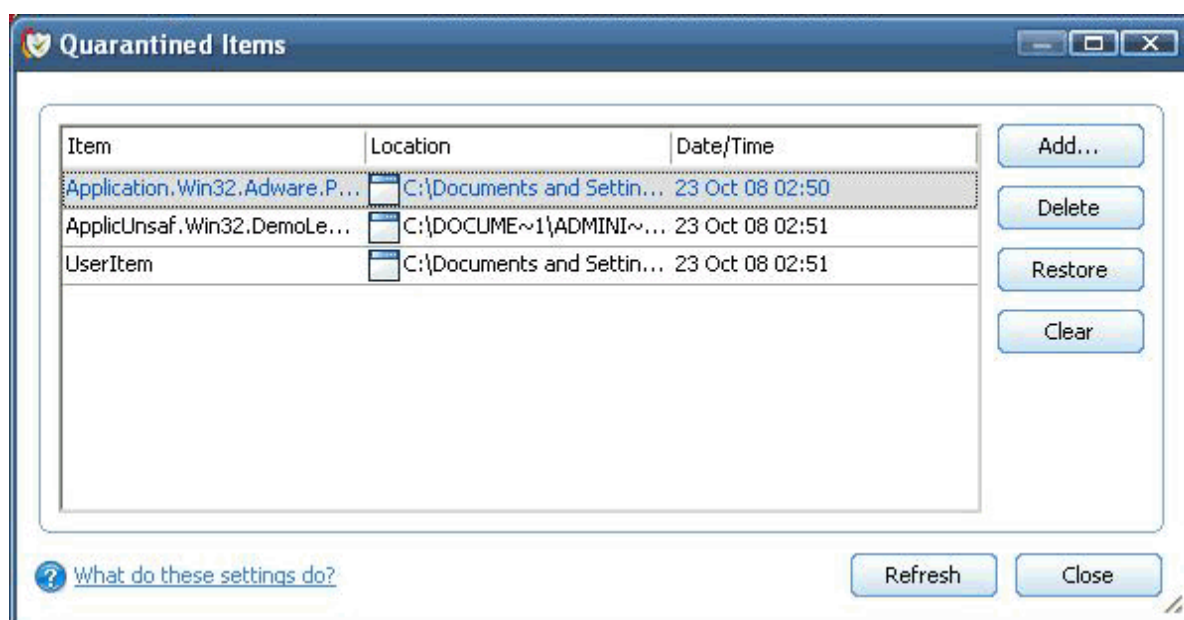 Quarantined Items
Item Location Date/Time
Application.Win32.Adware.P... C:\Documents and Settin... 23 Oct 08 02:50
ApplicUnsaf.Win32.DemoLe... C:\DOCUME~1\ADMINI~... 23 Oct 08 02:51
UserItem C:\Documents and Settin... 23 Oct 08 02:51
Add...
Delete
Restore
Clear
What do these settings do?
Refresh
Close